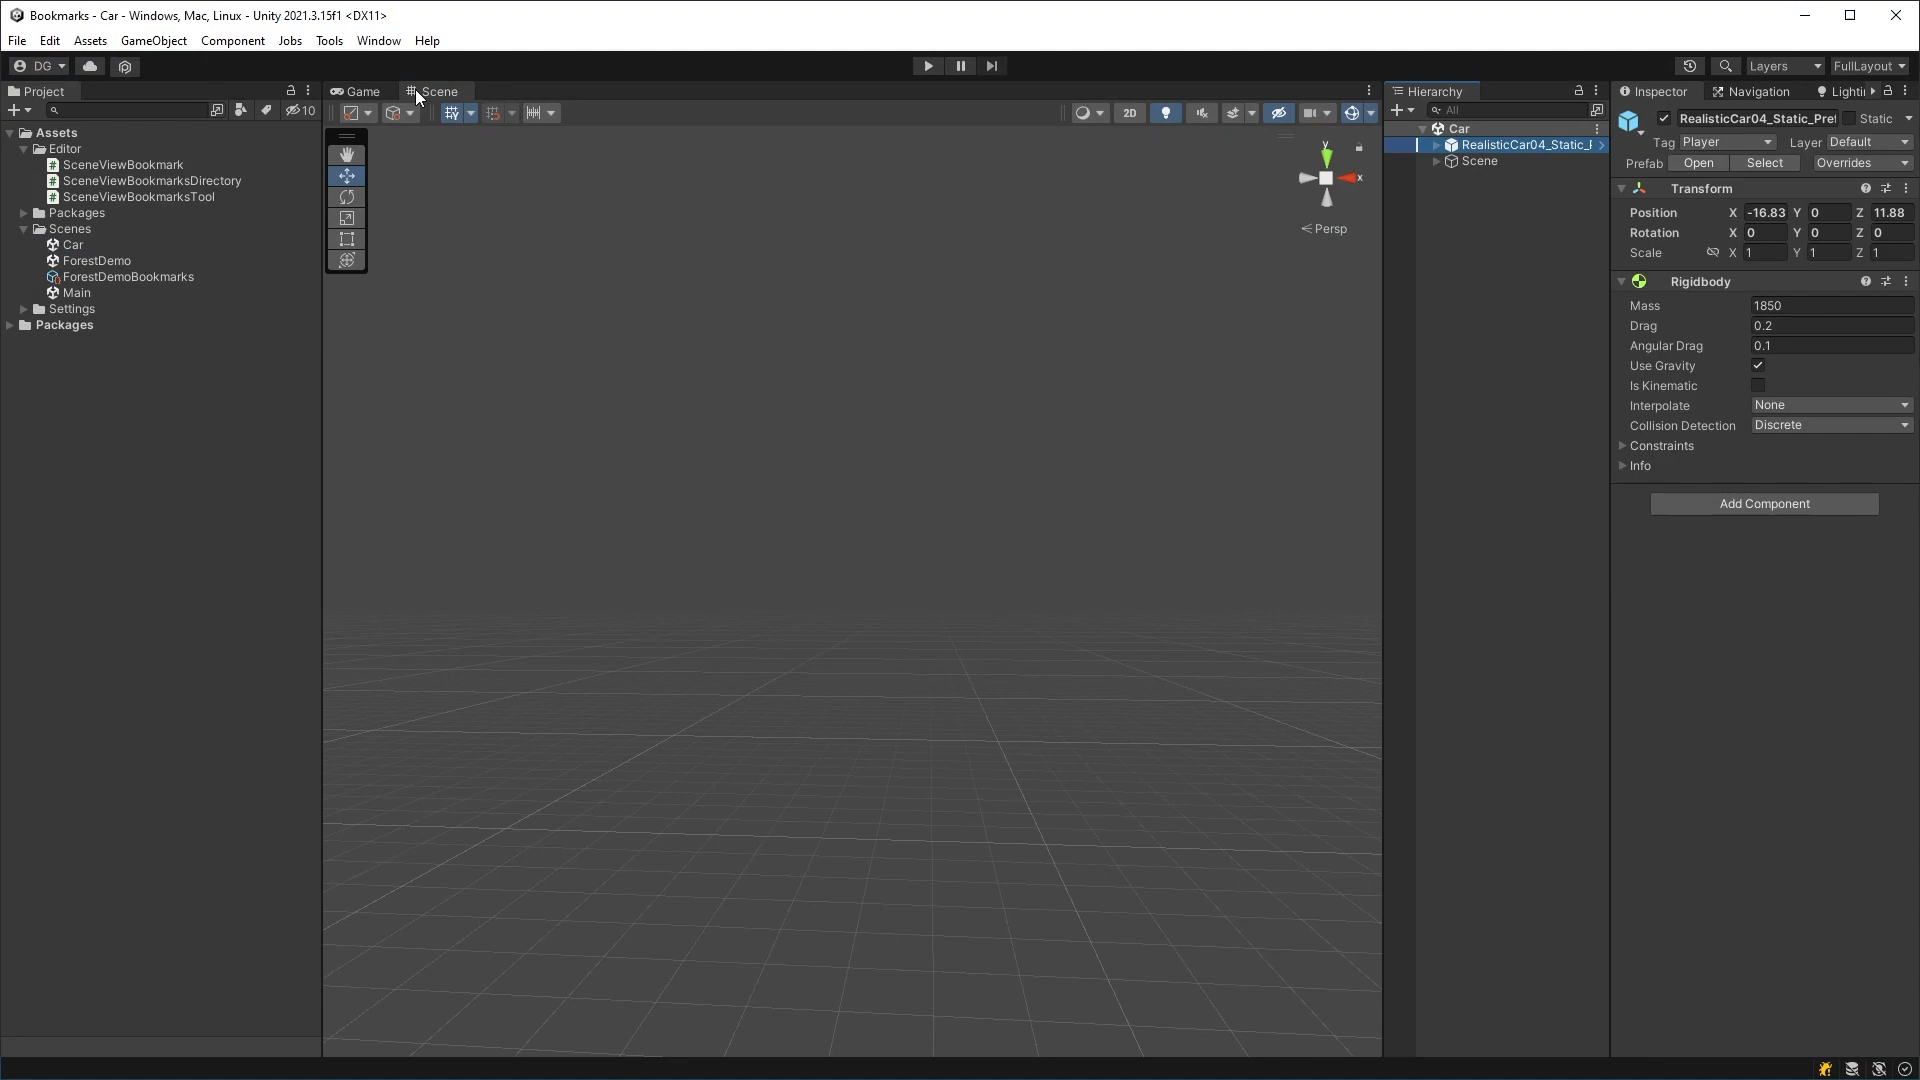 Bookmarks - Car - Windows, Mac, Linux - Unity 2021.3.15f1 <DX11>
File Edit Assets GameObject Component Jobs Tools Window Help
DG Layers FullLayout
Project
10
Assets
Editor
SceneViewBookmark
SceneViewBookmarksDirectory
SceneViewBookmarksTool
Packages
Scenes
Car
ForestDemo
ForestDemoBookmarks
Main
Settings
Packages
Game Scene
2D
y
x
Persp
Hierarchy
All
Car
RealisticCar04_Static_
Scene
Inspector Navigation Lighti
RealisticCar04_Static_Pre Static
Tag Player Layer Default
Prefab Open Select Overrides
Transform
Position X -16.83 Y 0 Z 11.88
Rotation X 0 Y 0 Z 0
Scale X 1 Y 1 Z 1
Rigidbody
Mass 1850
Drag 0.2
Angular Drag 0.1
Use Gravity
Is Kinematic
Interpolate None
Collision Detection Discrete
Constraints
Info
Add Component